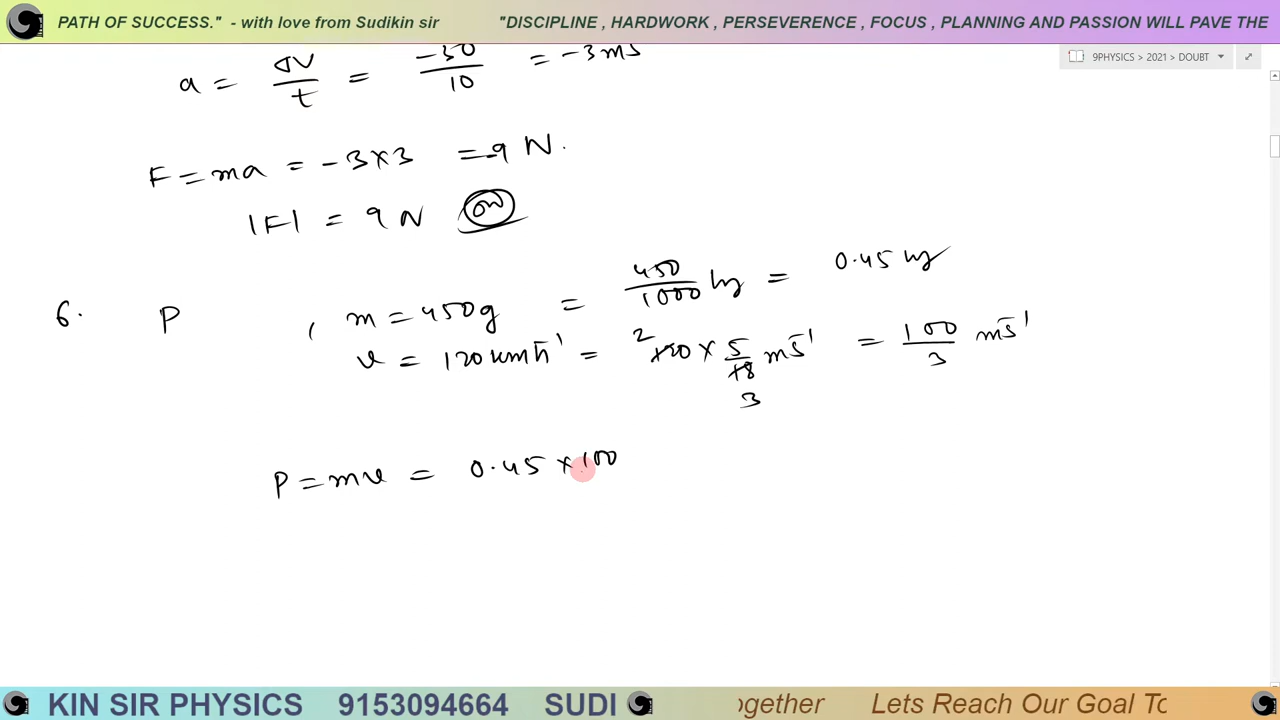 PATH OF SUCCESS." - with love from Sudikin sir "DISCIPLINE , HARDWORK , PERSEVERENCE , FOCUS , PLANNING AND PASSION WILL PAVE THE
9PHYSICS > 2021 > DOUBT
a = ΔV/t = -30/10 = -3 ms
F = ma = -3×3 = -9 N.
|F| = 9 N
6. P , m = 450g = 450/1000 kg = 0.45 kg
v = 120 kmh⁻¹ = 120 × 5/18 ms⁻¹ = 100/3 ms⁻¹
2
3
P = mv = 0.45 × 100
KIN SIR PHYSICS 9153094664 SUDI ogether Lets Reach Our Goal To